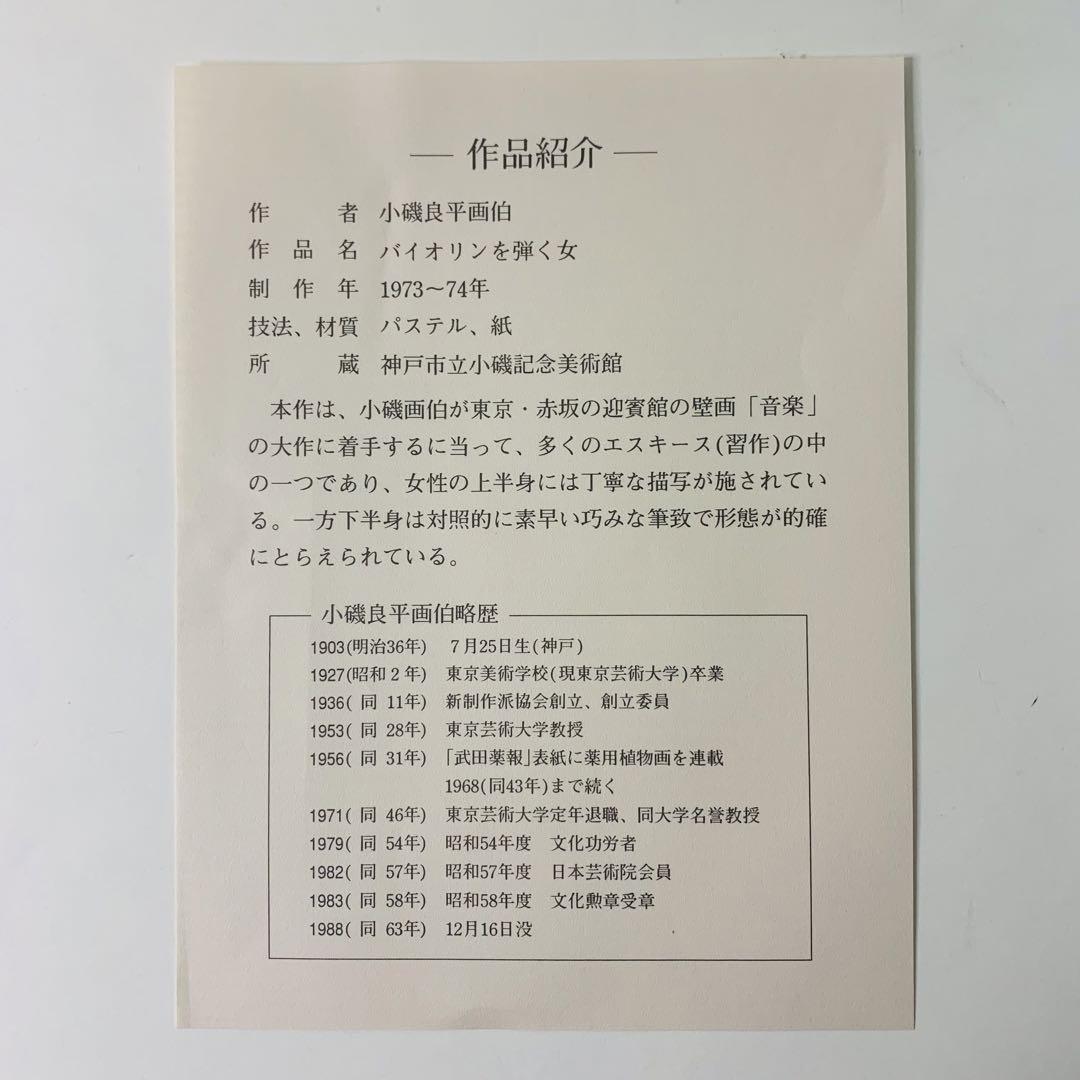 ― 作品紹介 ―
作者 小磯良平画伯
作品名 バイオリンを弾く女
制作年 1973〜74年
技法、材質 パステル、紙
所蔵 神戸市立小磯記念美術館
本作は、小磯画伯が東京・赤坂の迎賓館の壁画「音楽」
の大作に着手するに当って、多くのエスキース(習作)の中
の一つであり、女性の上半身には丁寧な描写が施されてい
る。一方下半身は対照的に素早い巧みな筆致で形態が的確
にとらえられている。
小磯良平画伯略歴
1903(明治36年) 7月25日生(神戸)
1927(昭和2年) 東京美術学校(現東京芸術大学)卒業
1936(同 11年) 新制作派協会創立、創立委員
1953(同 28年) 東京芸術大学教授
1956(同 31年) 「武田薬報」表紙に薬用植物画を連載
1968(同43年)まで続く
1971(同 46年) 東京芸術大学定年退職、同大学名誉教授
1979(同 54年) 昭和54年度 文化功労者
1982(同 57年) 昭和57年度 日本芸術院会員
1983(同 58年) 昭和58年度 文化勲章受章
1988(同 63年) 12月16日没